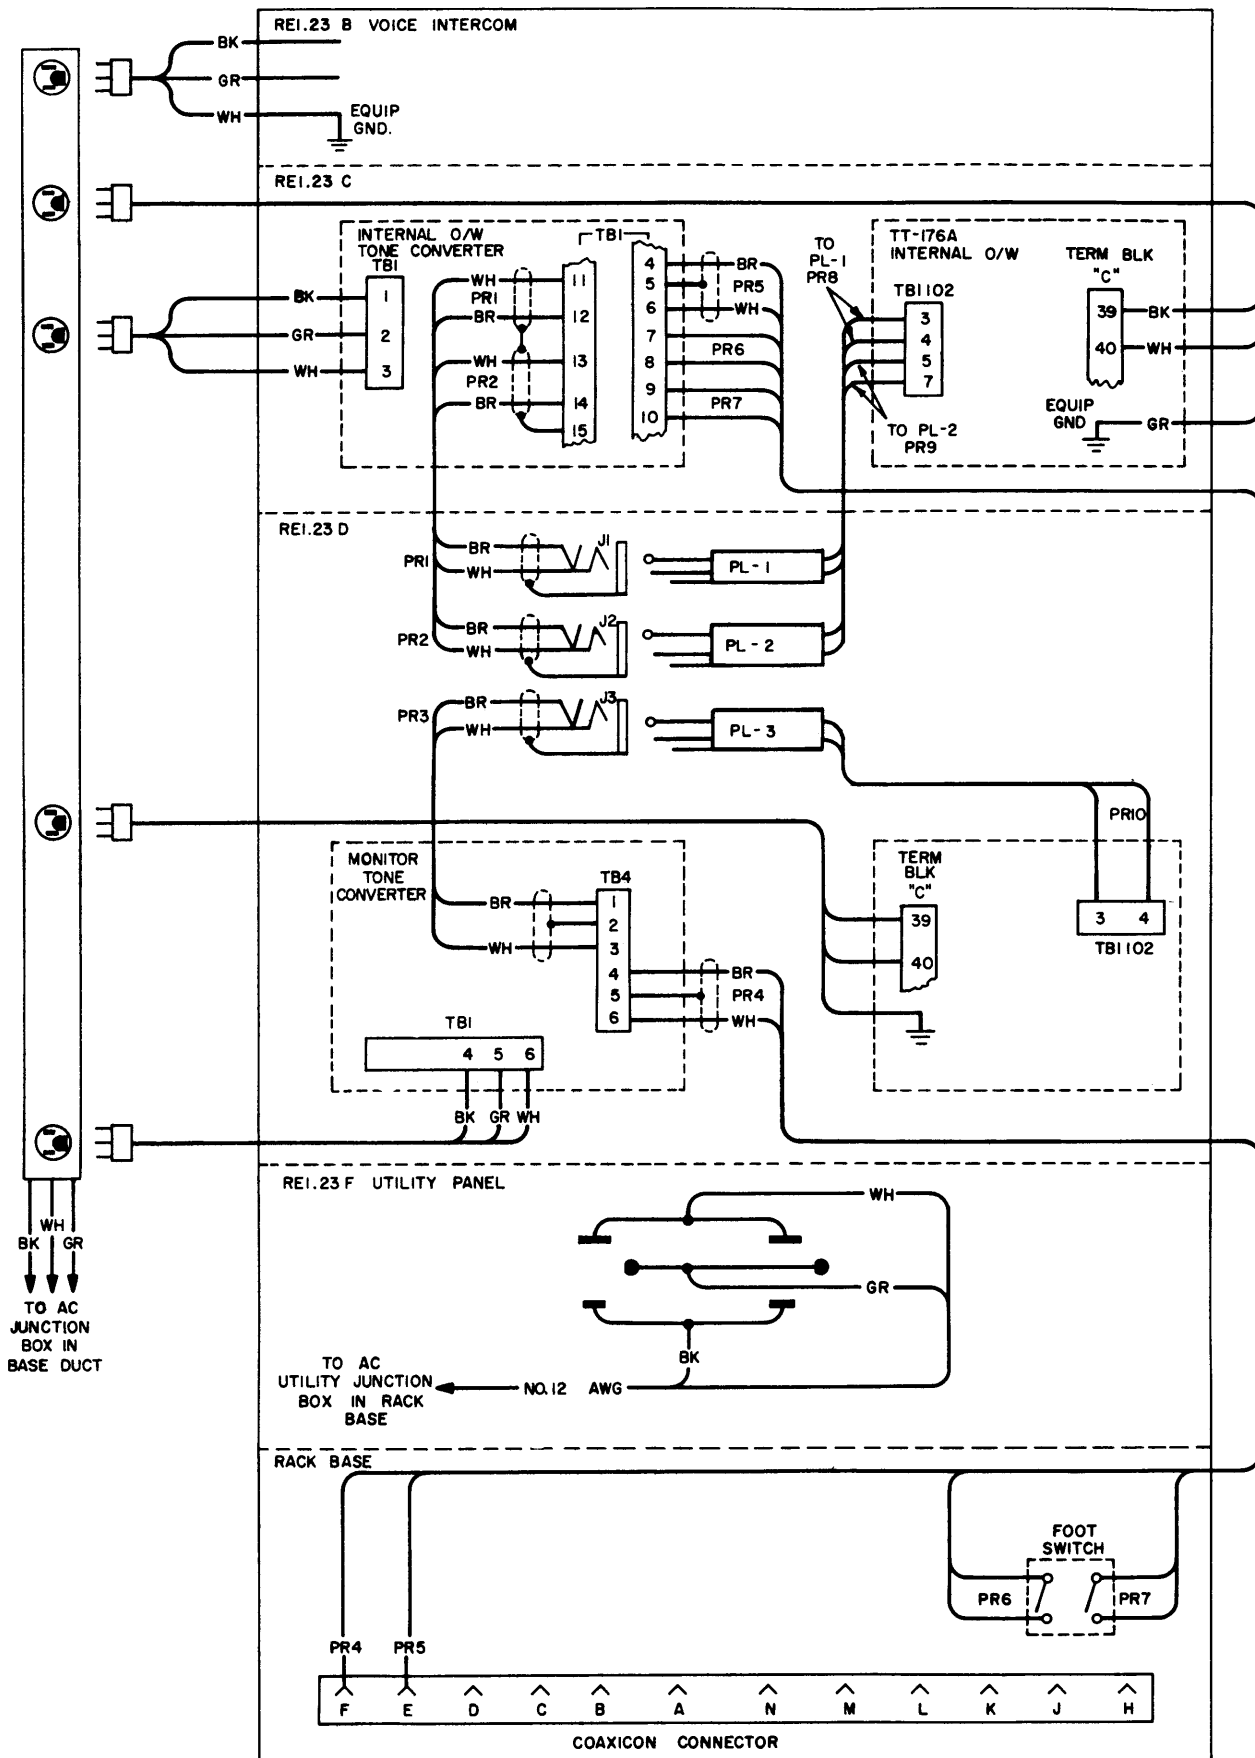 RE1.23 B VOICE INTERCOM
BK
GR
WH
EQUIP
GND.
RE1.23 C
INTERNAL O/W
TONE CONVERTER
TB1
1
2
3
BK
GR
WH
TB1
WH
PR1
BR
WH
PR2
BR
11
12
13
14
15
4
5
6
7
8
9
10
BR
PR5
WH
PR6
PR7
TO
PL-1
PR8
TT-176A
INTERNAL O/W
TB1102
3
4
5
7
TO PL-2
PR9
TERM BLK
"C"
39
40
BK
WH
EQUIP
GND
GR
RE1.23 D
PR1
BR
WH
J1
PL-1
PR2
BR
WH
J2
PL-2
PR3
BR
WH
J3
PL-3
PR10
MONITOR
TONE
CONVERTER
TB4
BR
WH
1
2
3
4
5
6
BR
PR4
WH
TERM
BLK
"C"
39
40
3 4
TB1102
TB1
4 5 6
BK GR WH
RE1.23 F UTILITY PANEL
WH
GR
BK
BK
WH
GR
TO AC
JUNCTION
BOX IN
BASE DUCT
TO AC
UTILITY JUNCTION
BOX IN RACK
BASE
NO.12 AWG
RACK BASE
FOOT
SWITCH
PR6
PR7
PR4
PR5
F E D C B A N M L K J H
COAXICON CONNECTOR